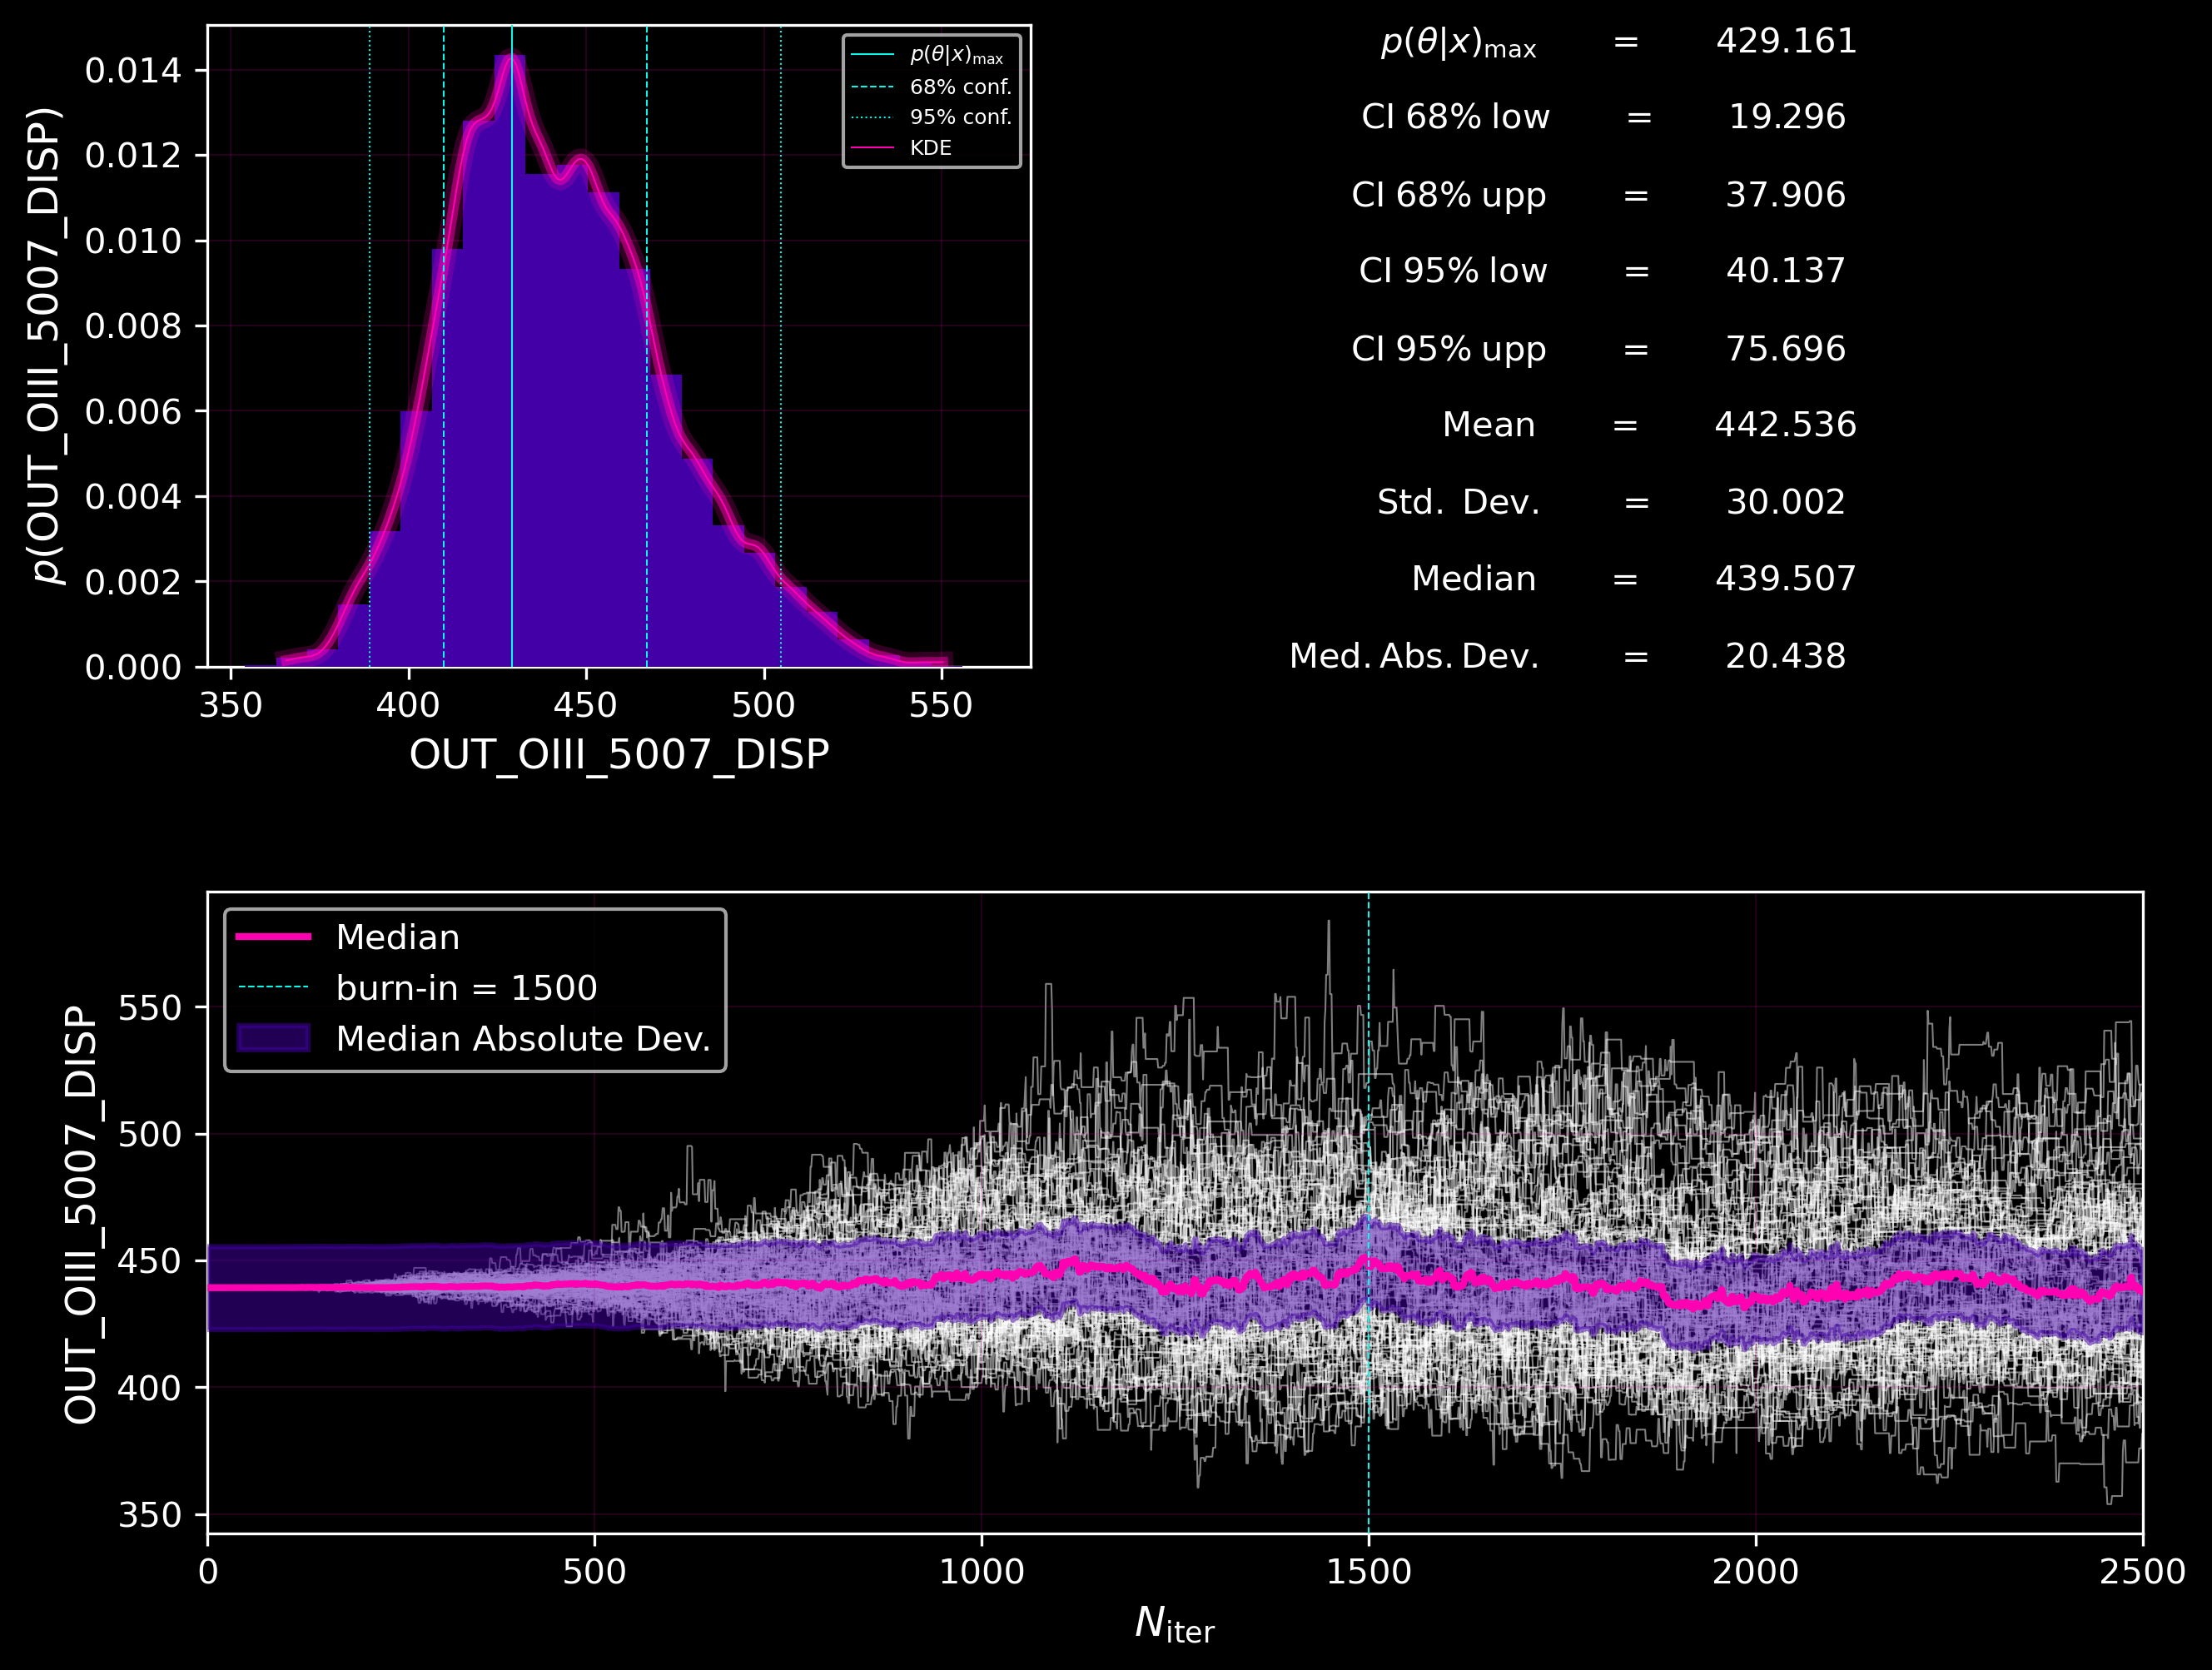 p(OUT_OIII_5007_DISP)
0.014
0.012
0.010
0.008
0.006
0.004
0.002
0.000
350 400 450 500 550
OUT_OIII_5007_DISP
p(θ|x)max
68% conf.
95% conf.
KDE
p(θ|x)max = 429.161
CI 68% low = 19.296
CI 68% upp = 37.906
CI 95% low = 40.137
CI 95% upp = 75.696
Mean = 442.536
Std. Dev. = 30.002
Median = 439.507
Med. Abs. Dev. = 20.438
OUT_OIII_5007_DISP
550
500
450
400
350
Median
burn-in = 1500
Median Absolute Dev.
0 500 1000 1500 2000 2500
Niter